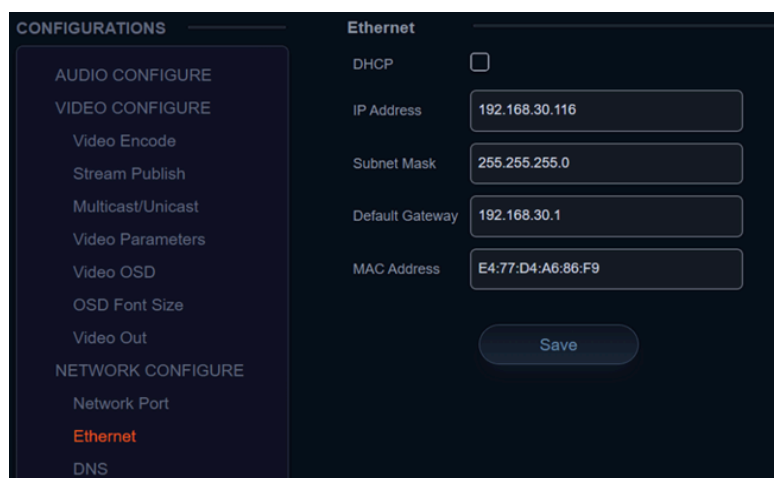 CONFIGURATIONS
AUDIO CONFIGURE
VIDEO CONFIGURE
Video Encode
Stream Publish
Multicast/Unicast
Video Parameters
Video OSD
OSD Font Size
Video Out
NETWORK CONFIGURE
Network Port
Ethernet
DNS
Ethernet
DHCP
IP Address 192.168.30.116
Subnet Mask 255.255.255.0
Default Gateway 192.168.30.1
MAC Address E4:77:D4:A6:86:F9
Save